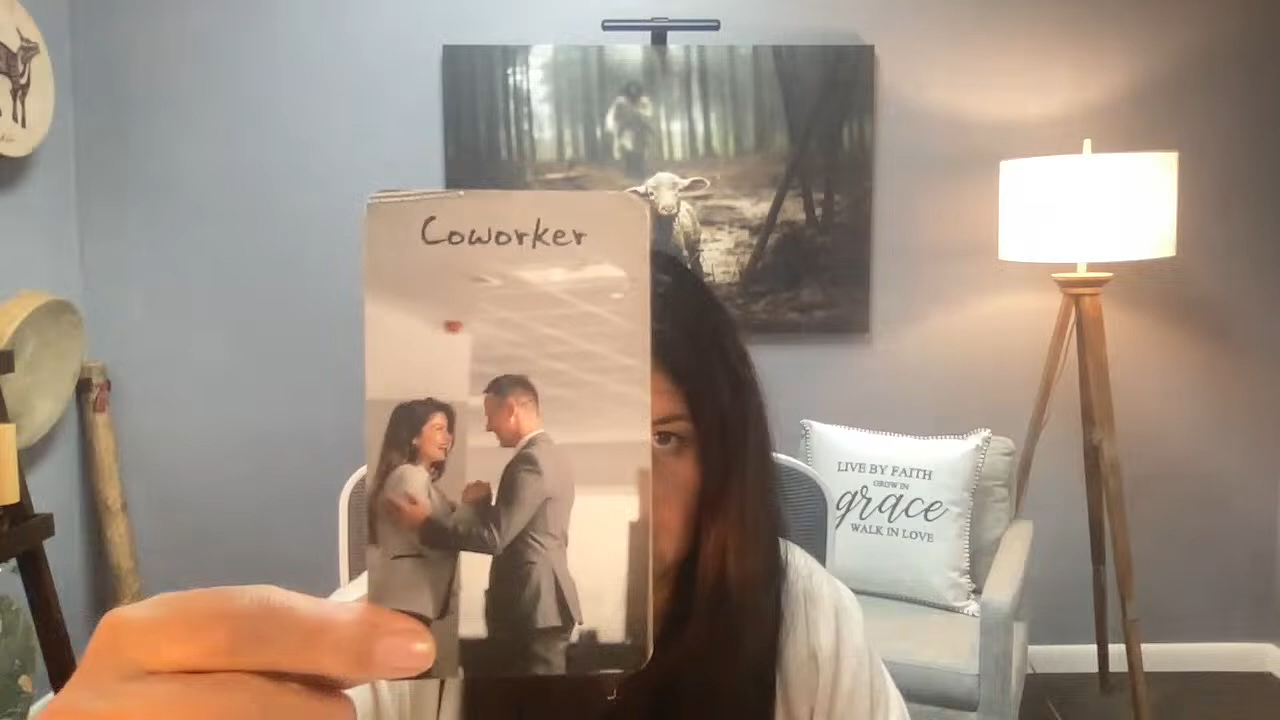 Coworker
LIVE BY FAITH
GROW IN
grace
WALK IN LOVE